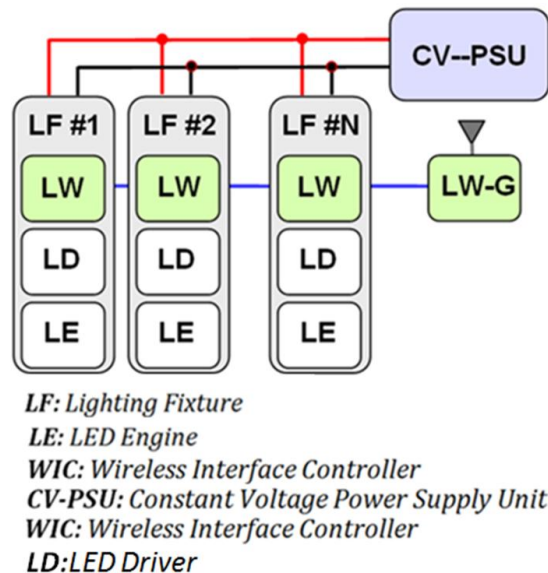 CV--PSU
LF #1 LF #2 LF #N
LW LW LW LW-G
LD LD LD
LE LE LE
LF: Lighting Fixture
LE: LED Engine
WIC: Wireless Interface Controller
CV-PSU: Constant Voltage Power Supply Unit
WIC: Wireless Interface Controller
LD:LED Driver